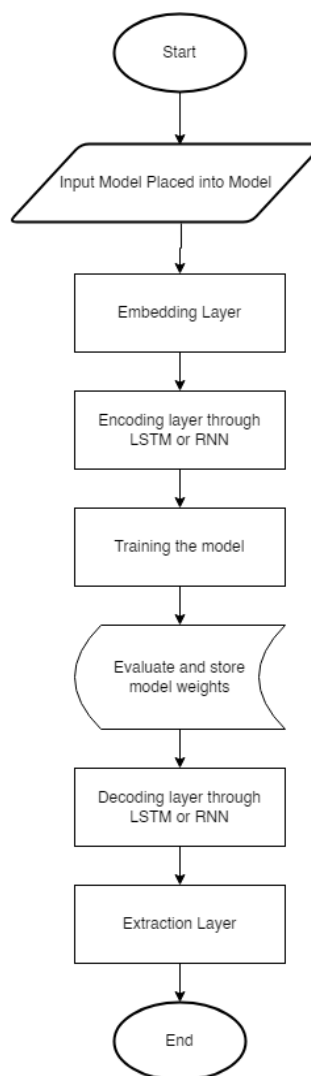 Start
Input Model Placed into Model
Embedding Layer
Encoding layer through
LSTM or RNN
Training the model
Evaluate and store
model weights
Decoding layer through
LSTM or RNN
Extraction Layer
End